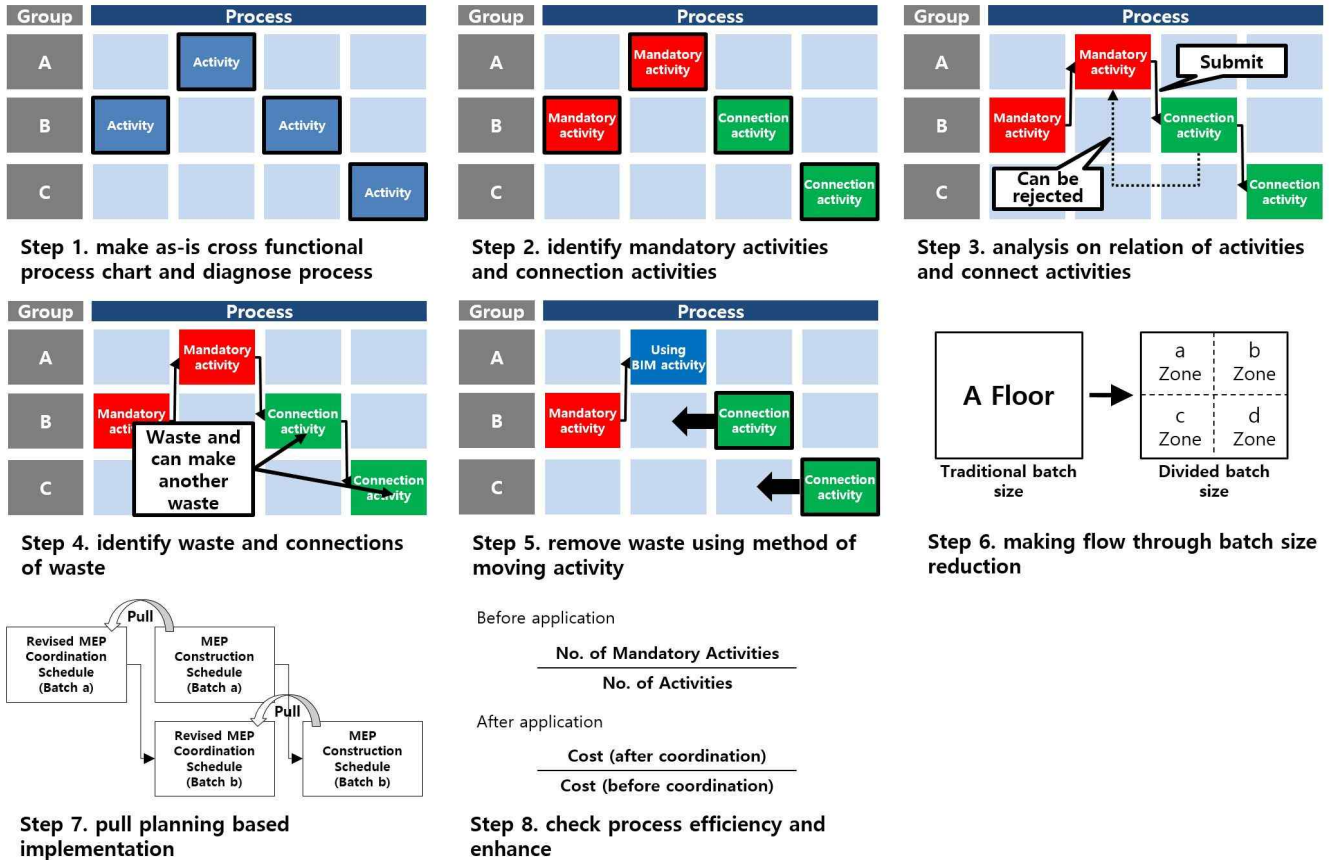 Group
Process
A
Activity
B
Activity
Activity
C
Activity
Step 1. make as-is cross functional
process chart and diagnose process
Group
Process
A
Mandatory
activity
B
Mandatory
activity
Connection
activity
C
Connection
activity
Step 2. identify mandatory activities
and connection activities
Group
Process
A
Mandatory
activity
Submit
B
Mandatory
activity
Connection
activity
C
Can be
rejected
Connection
activity
Step 3. analysis on relation of activities
and connect activities
Group
Process
A
Mandatory
activity
B
Mandatory
activity
Connection
activity
Waste and
can make
another
waste
C
Connection
activity
Step 4. identify waste and connections
of waste
Group
Process
A
Using
BIM activity
B
Mandatory
activity
Connection
activity
C
Connection
activity
Step 5. remove waste using method of
moving activity
A Floor
Traditional batch
size
a
Zone
b
Zone
c
Zone
d
Zone
Divided batch
size
Step 6. making flow through batch size
reduction
Pull
Revised MEP
Coordination
Schedule
(Batch a)
MEP
Construction
Schedule
(Batch a)
Pull
Revised MEP
Coordination
Schedule
(Batch b)
MEP
Construction
Schedule
(Batch b)
Step 7. pull planning based
implementation
Before application
No. of Mandatory Activities
No. of Activities
After application
Cost (after coordination)
Cost (before coordination)
Step 8. check process efficiency and
enhance